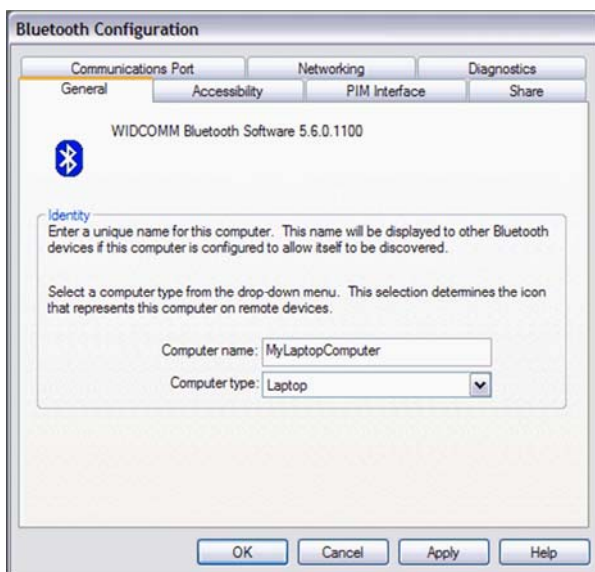 Bluetooth Configuration
Communications Port Networking Diagnostics
General Accessibility PIM Interface Share
WIDCOMM Bluetooth Software 5.6.0.1100
Identity
Enter a unique name for this computer. This name will be displayed to other Bluetooth
devices if this computer is configured to allow itself to be discovered.
Select a computer type from the drop-down menu. This selection determines the icon
that represents this computer on remote devices.
Computer name: MyLaptopComputer
Computer type: Laptop
OK Cancel Apply Help